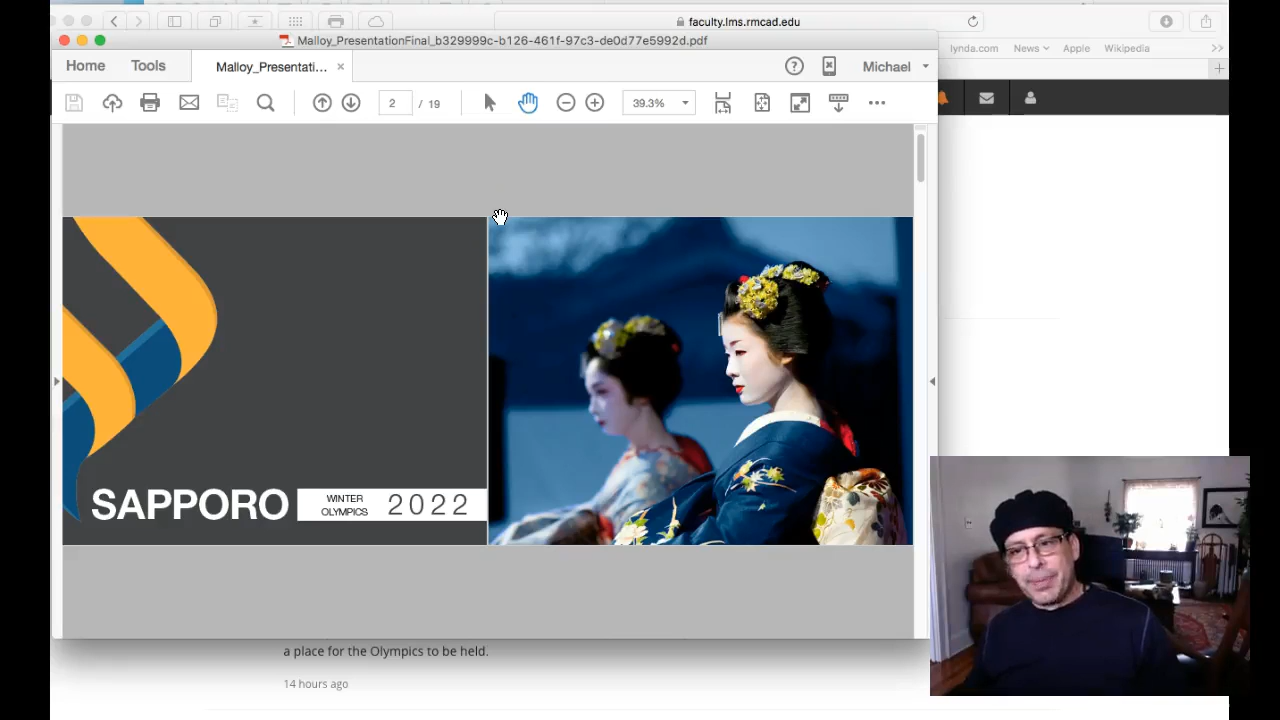 faculty.lms.rmcad.edu
Malloy_PresentationFinal_b329999c-b126-461f-97c3-de0d77e5992d.pdf
lynda.com News Apple Wikipedia
Home Tools Malloy_Presentati... Michael
2 / 19 39.3%
SAPPORO WINTER OLYMPICS 2022
a place for the Olympics to be held.
14 hours ago